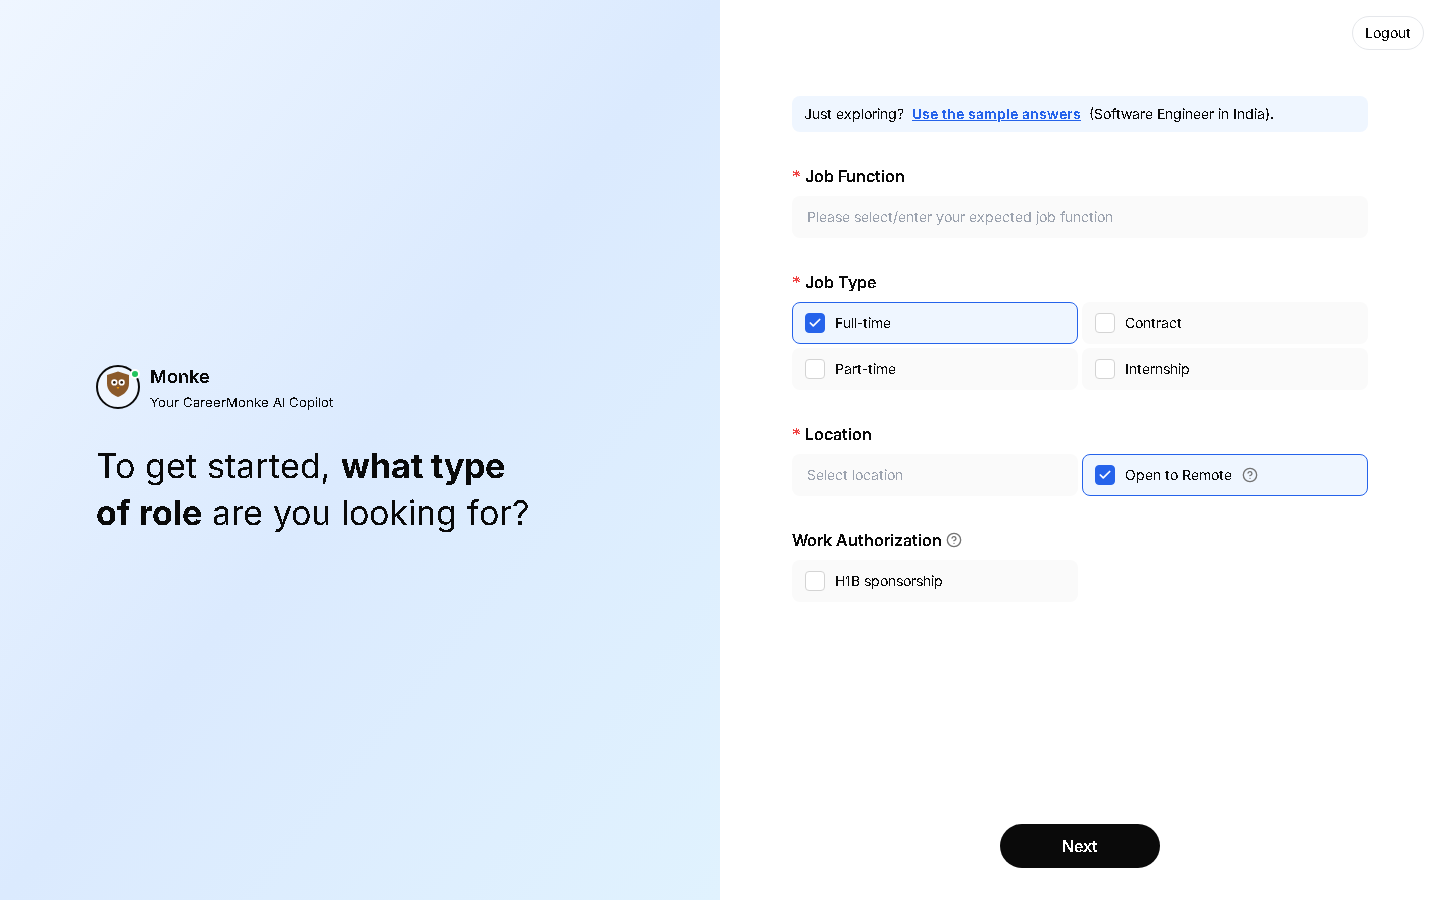 Logout
Just exploring? Use the sample answers (Software Engineer in India).
* Job Function
Please select/enter your expected job function
* Job Type
Full-time
Contract
Part-time
Internship
* Location
Select location
Open to Remote
Work Authorization
H1B sponsorship
Next
Monke
Your CareerMonke AI Copilot
To get started, what type
of role are you looking for?